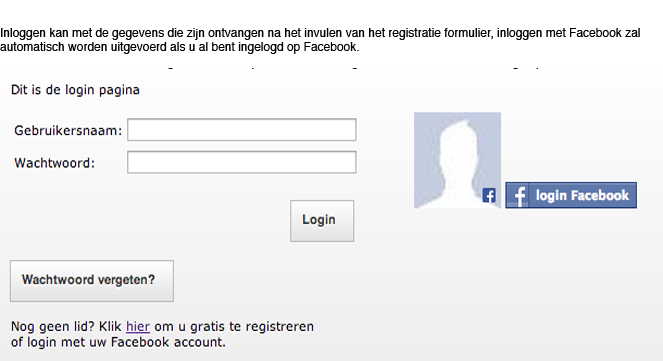 Inloggen kan met de gegevens die zijn ontvangen na het invulen van het registratie formulier, inloggen met Facebook zal
automatisch worden uitgevoerd als u al bent ingelogd op Facebook.
Dit is de login pagina
Gebruikersnaam:
Wachtwoord:
f
f login Facebook
Login
Wachtwoord vergeten?
Nog geen lid? Klik hier om u gratis te registreren
of login met uw Facebook account.